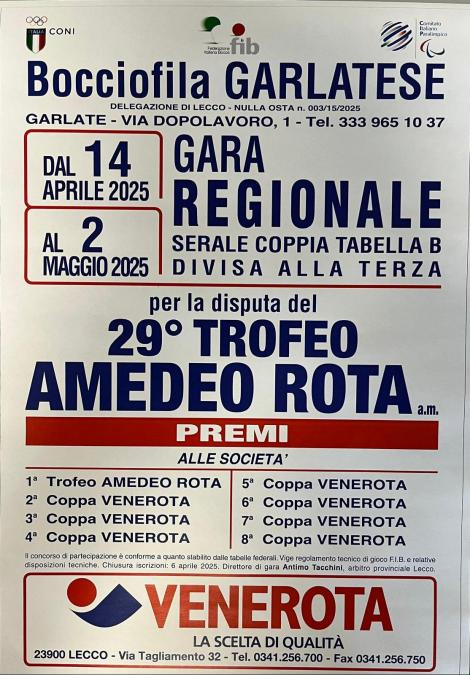 ITALIA
CONI
Federazione
Italiana Bocce
fib
Comitato
Italiano
Paralimpico
Bocciofila GARLATESE
DELEGAZIONE DI LECCO - NULLA OSTA n. 003/15/2025
GARLATE - VIA DOPOLAVORO, 1 - Tel. 333 965 10 37
DAL 14
APRILE 2025
AL 2
MAGGIO 2025
GARA
REGIONALE
SERALE COPPIA TABELLA B
DIVISA ALLA TERZA
per la disputa del
29° TROFEO
AMEDEO ROTA a.m.
PREMI
ALLE SOCIETA'
1ª Trofeo AMEDEO ROTA
2ª Coppa VENEROTA
3ª Coppa VENEROTA
4ª Coppa VENEROTA
5ª Coppa VENEROTA
6ª Coppa VENEROTA
7ª Coppa VENEROTA
8ª Coppa VENEROTA
Il concorso di partecipazione è conforme a quanto stabilito dalle tabelle federali. Vige regolamento tecnico di gioco F.I.B. e relative
disposizioni tecniche. Chiusura iscrizioni: 6 aprile 2025. Direttore di gara Antimo Tacchini, arbitro provinciale Lecco.
VENEROTA
LA SCELTA DI QUALITÀ
23900 LECCO - Via Tagliamento 32 - Tel. 0341.256.700 - Fax 0341.256.750